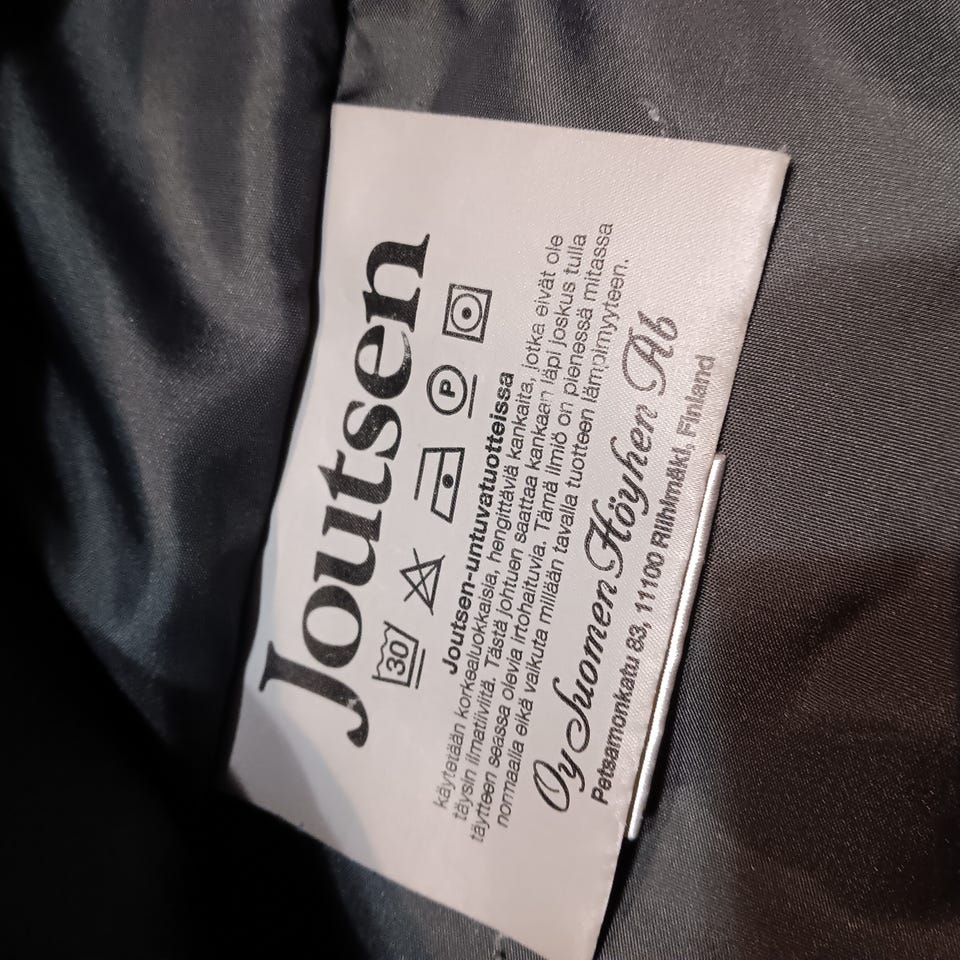 Joutsen
30 P
Joutsen-untuvatuotteissa
käytetään korkealuokkaisia, hengittäviä kankaita, jotka eivät ole
täysin ilmatiiviitä. Tästä johtuen saattaa kankaan läpi joskus tulla
täytteen seassa olevia irtohaituvia. Tämä ilmiö on pienessä mitassa
normaalia eikä vaikuta millään tavalla tuotteen lämpimyyteen.
Oy Suomen Höyhen Ab
Petsamonkatu 83, 11100 Riihimäki, Finland